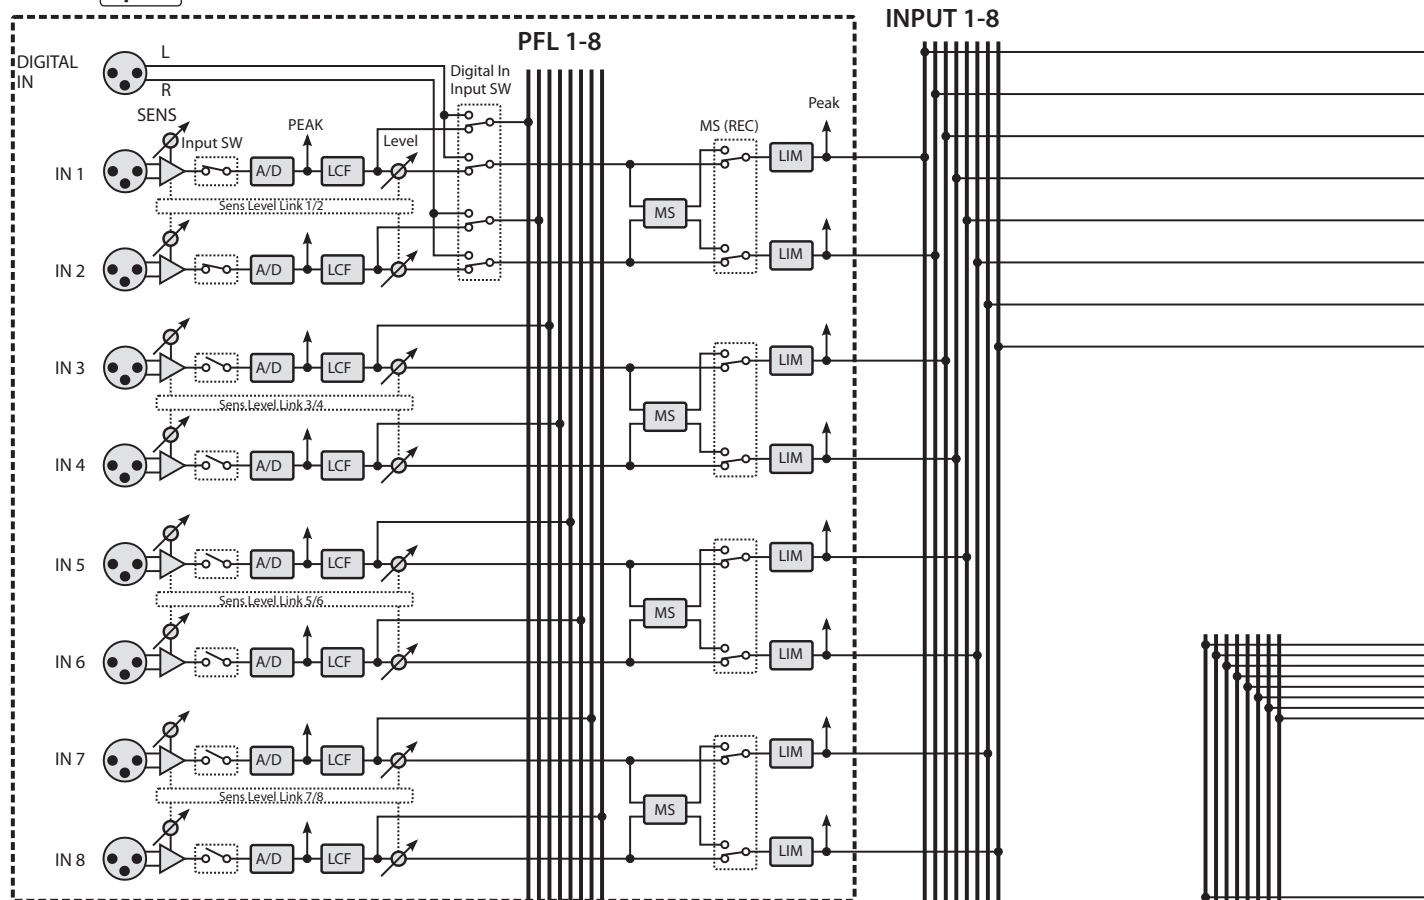 INPUT 1-8
PFL 1-8
DIGITAL
IN
L
R
Digital In
Input SW
Peak
SENS
PEAK
MS (REC)
Input SW
Level
IN 1
A/D
LCF
LIM
Sens Level Link 1/2
MS
IN 2
A/D
LCF
LIM
IN 3
A/D
LCF
LIM
Sens Level Link 3/4
MS
IN 4
A/D
LCF
LIM
IN 5
A/D
LCF
LIM
Sens Level Link 5/6
MS
IN 6
A/D
LCF
LIM
IN 7
A/D
LCF
LIM
Sens Level Link 7/8
MS
IN 8
A/D
LCF
LIM